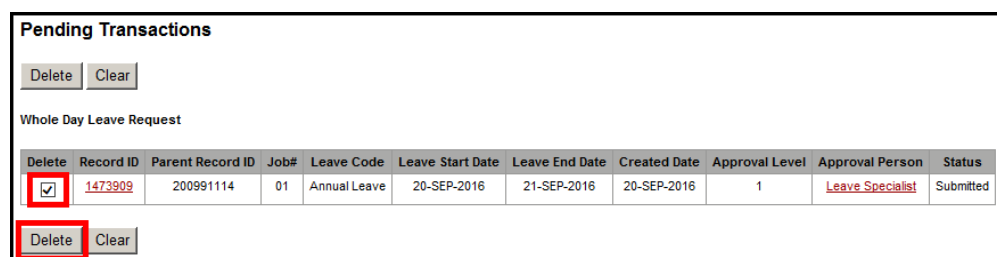 Pending Transactions
Delete Clear
Whole Day Leave Request
Delete Record ID Parent Record ID Job# Leave Code Leave Start Date Leave End Date Created Date Approval Level Approval Person Status
1473909 200991114 01 Annual Leave 20-SEP-2016 21-SEP-2016 20-SEP-2016 1 Leave Specialist Submitted
Delete Clear